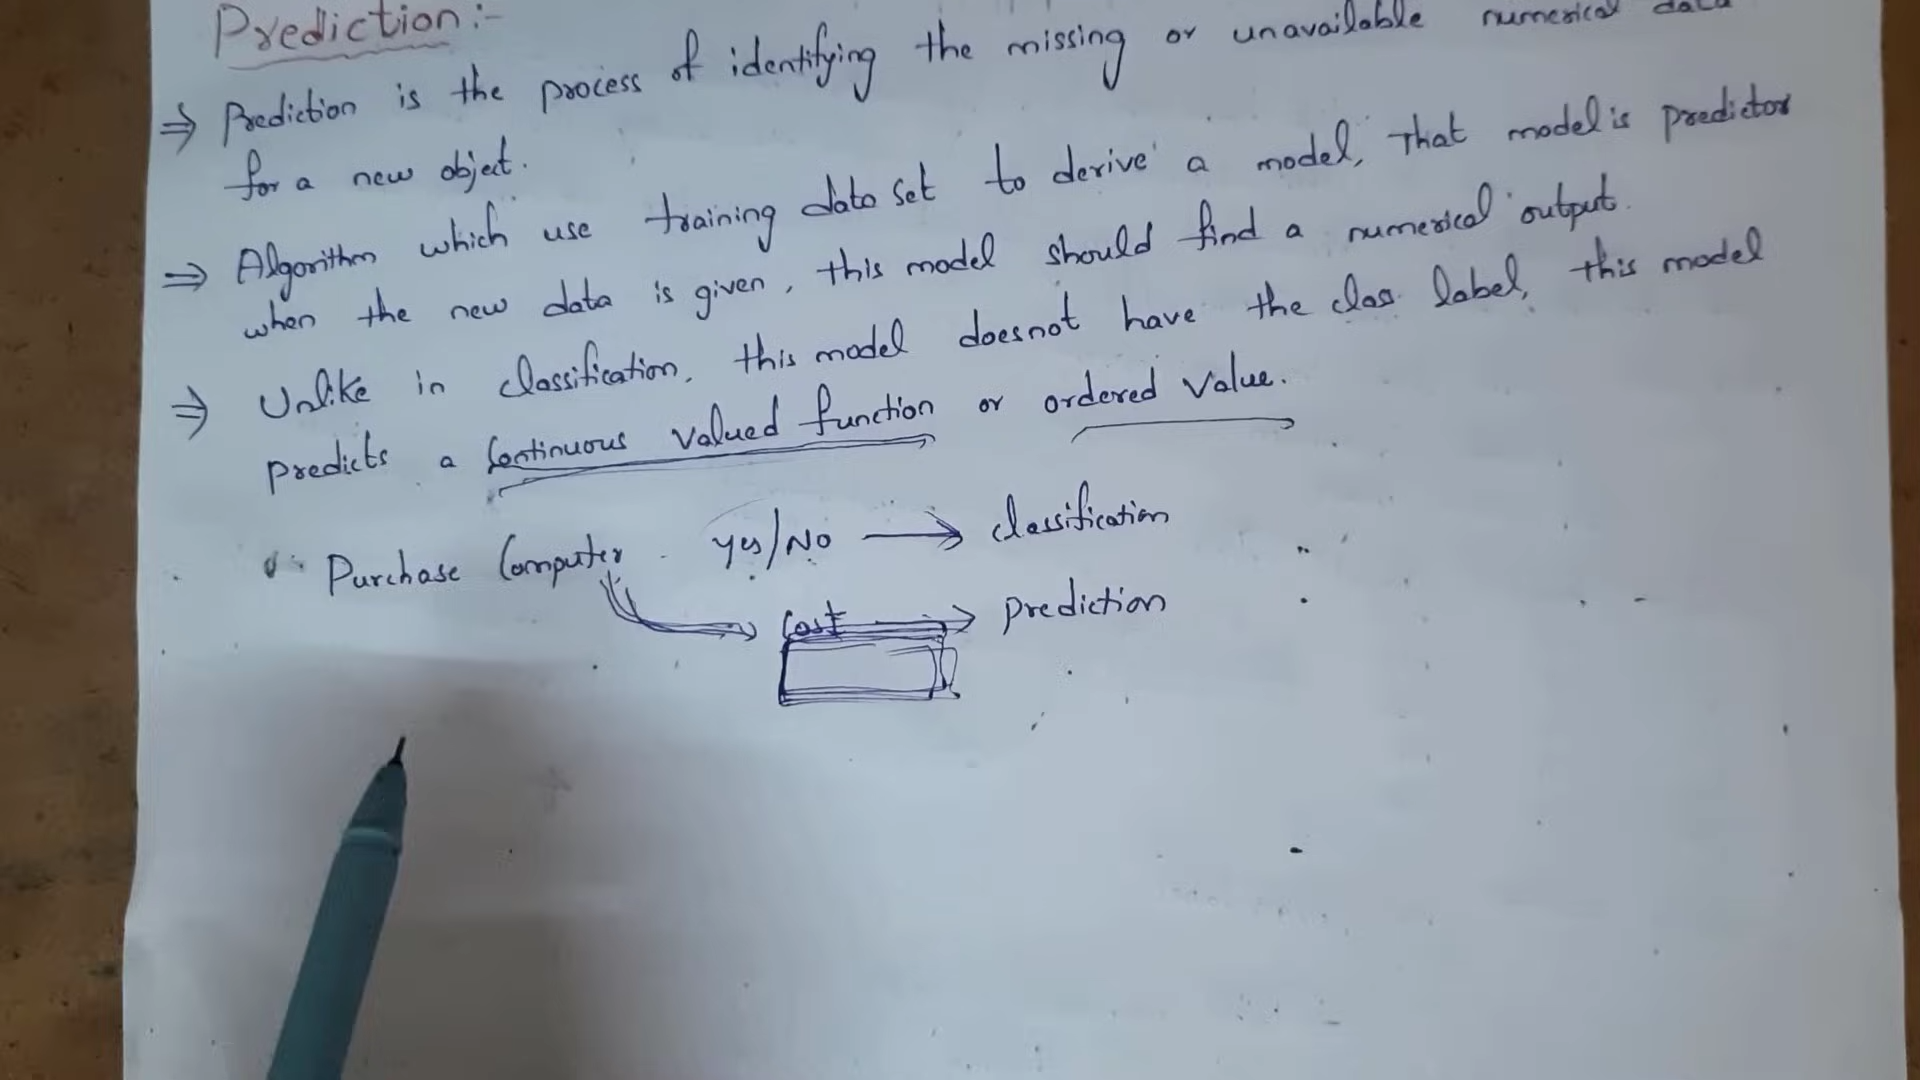 Prediction :-
⇒ Prediction is the process of identifying the missing or unavailable numerical data
for a new object.
⇒ Algorithm which use training data set to derive a model, That model is predictor
when the new data is given, this model should find a numerical output.
⇒ Unlike in classification, this model doesnot have the clas label, this model
predicts a Continuous valued function or ordered value.
Purchase Computer yes/No → classification
Cost → prediction